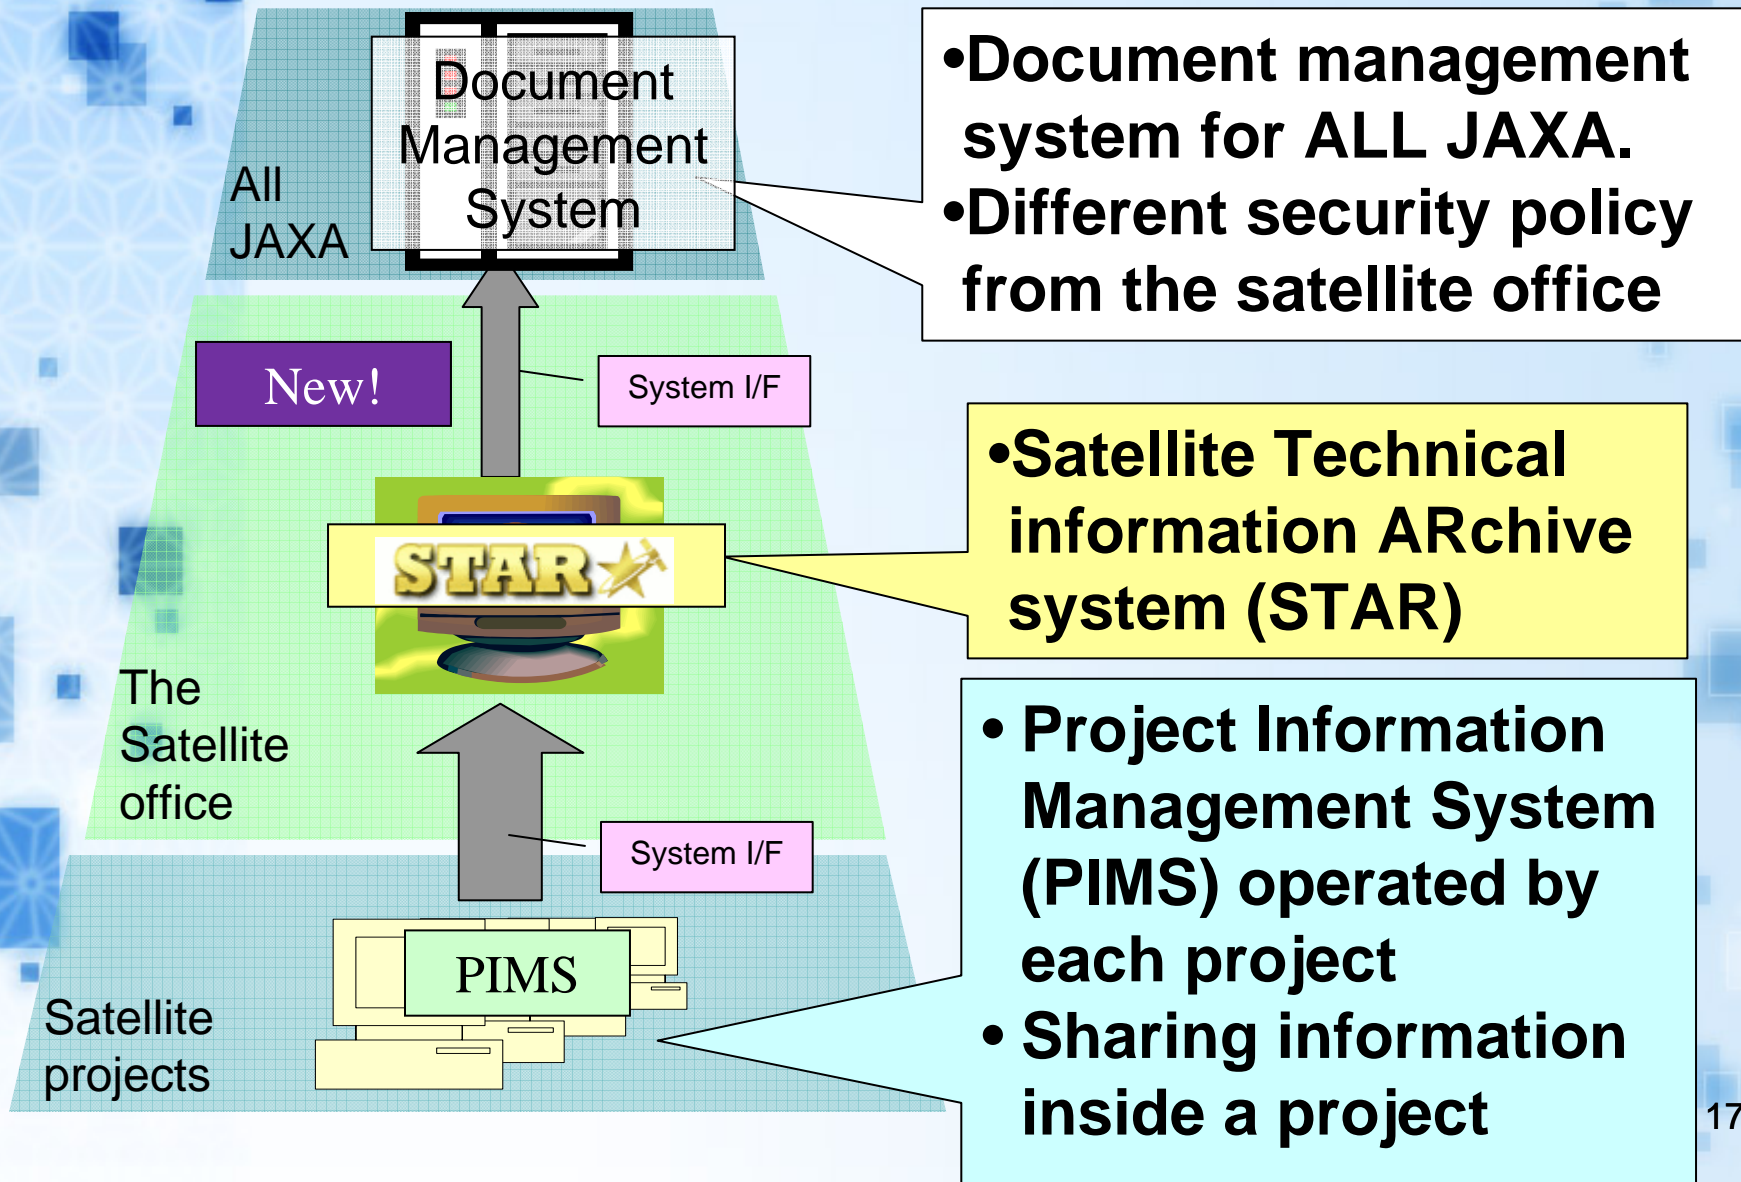 Document
Management
System
All
JAXA
•Document management
system for ALL JAXA.
•Different security policy
from the satellite office
New!
System I/F
STAR
•Satellite Technical
information ARchive
system (STAR)
The
Satellite
office
System I/F
• Project Information
Management System
(PIMS) operated by
each project
• Sharing information
inside a project
PIMS
Satellite
projects
17